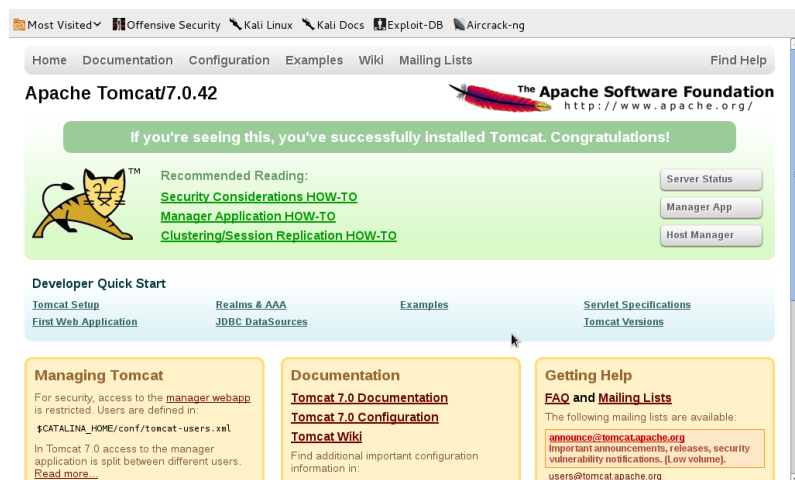 Most Visited Offensive Security Kali Linux Kali Docs Exploit-DB Aircrack-ng
Home Documentation Configuration Examples Wiki Mailing Lists Find Help
Apache Tomcat/7.0.42
The Apache Software Foundation
http://www.apache.org/
If you're seeing this, you've successfully installed Tomcat. Congratulations!
TM
Recommended Reading:
Security Considerations HOW-TO
Manager Application HOW-TO
Clustering/Session Replication HOW-TO
Server Status
Manager App
Host Manager
Developer Quick Start
Tomcat Setup
First Web Application
Realms & AAA
JDBC DataSources
Examples
Servlet Specifications
Tomcat Versions
Managing Tomcat
For security, access to the manager webapp
is restricted. Users are defined in:
$CATALINA_HOME/conf/tomcat-users.xml
In Tomcat 7.0 access to the manager
application is split between different users.
Read more...
Documentation
Tomcat 7.0 Documentation
Tomcat 7.0 Configuration
Tomcat Wiki
Find additional important configuration
information in:
Getting Help
FAQ and Mailing Lists
The following mailing lists are available:
announce@tomcat.apache.org
Important announcements, releases, security
vulnerability notifications. (Low volume).
users@tomcat.apache.org